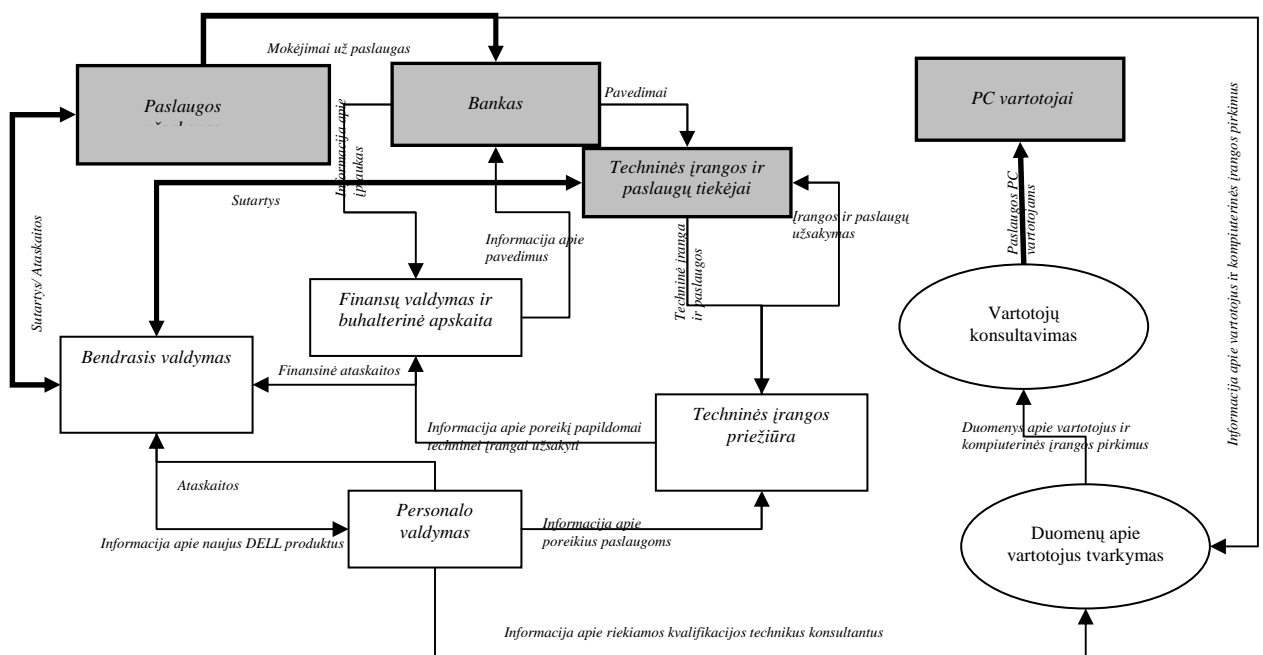 Mokėjimai už paslaugas
Paslaugos
Bankas
Pavedimai
PC vartotojai
Informacija apie
įplaukas
Techninės įrangos ir
paslaugų tiekėjai
Sutartys
Informacija apie
pavedimus
Įrangos ir paslaugų
užsakymas
Paslaugos PC
vartotojams
Informacija apie vartotojus ir kompiuterinės įrangos pirkimus
Sutartys/ Ataskaitos
Techninė iranga
ir paslaugos
Finansų valdymas ir
buhalterinė apskaita
Vartotojų
konsultavimas
Bendrasis valdymas
Finansinė ataskaitos
Techninės įrangos
priežiūra
Informacija apie poreikį papildomai
techninei įrangai užsakyti
Duomenys apie vartotojus ir
kompiuterinės įrangos pirkimus
Ataskaitos
Personalo
valdymas
Informacija apie
poreikius paslaugoms
Informacija apie naujus DELL produktus
Duomenų apie
vartotojus tvarkymas
Informacija apie riekiamos kvalifikacijos technikus konsultantus